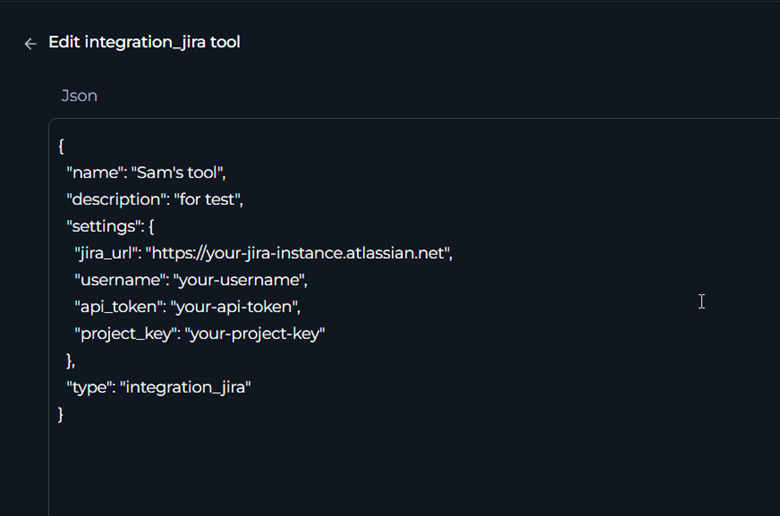 Edit integration_jira tool
Json
{
"name": "Sam's tool",
"description": "for test",
"settings": {
"jira_url": "https://your-jira-instance.atlassian.net",
"username": "your-username",
"api_token": "your-api-token",
"project_key": "your-project-key"
},
"type": "integration_jira"
}